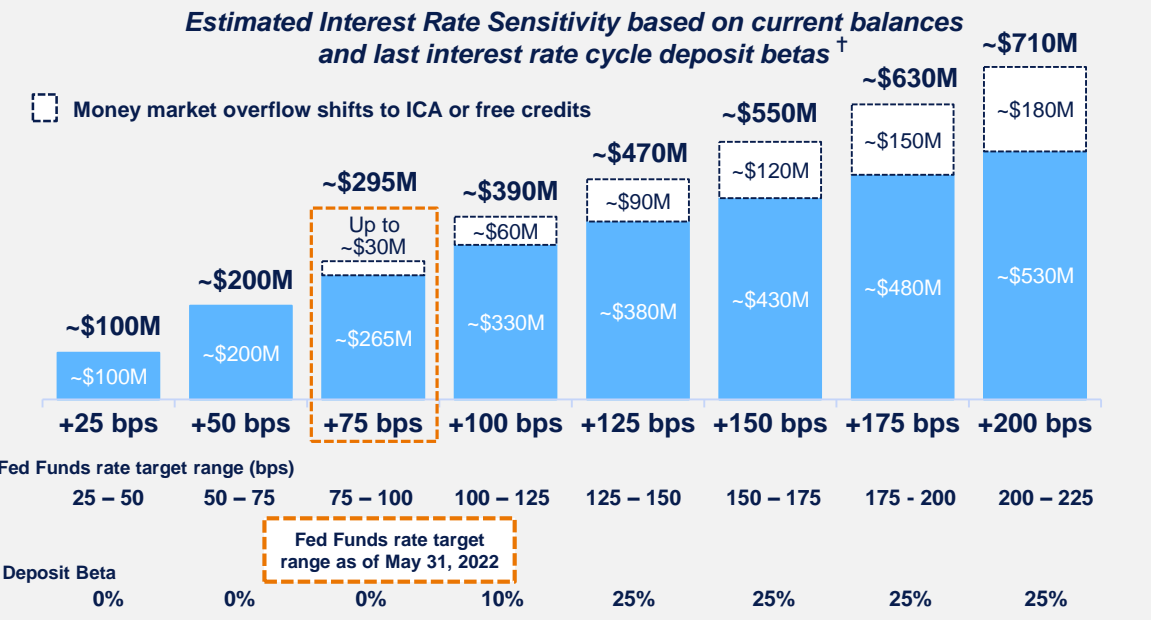 Estimated Interest Rate Sensitivity based on current balances
and last interest rate cycle deposit betas †
Money market overflow shifts to ICA or free credits
~$100M
~$200M
~$295M
~$390M
~$470M
~$550M
~$630M
~$710M
Up to
~$30M
~$60M
~$90M
~$120M
~$150M
~$180M
~$100M
~$200M
~$265M
~$330M
~$380M
~$430M
~$480M
~$530M
+25 bps +50 bps +75 bps +100 bps +125 bps +150 bps +175 bps +200 bps
Fed Funds rate target range (bps)
25 – 50 50 – 75 75 – 100 100 – 125 125 – 150 150 – 175 175 - 200 200 – 225
Fed Funds rate target
range as of May 31, 2022
Deposit Beta
0% 0% 0% 10% 25% 25% 25% 25%